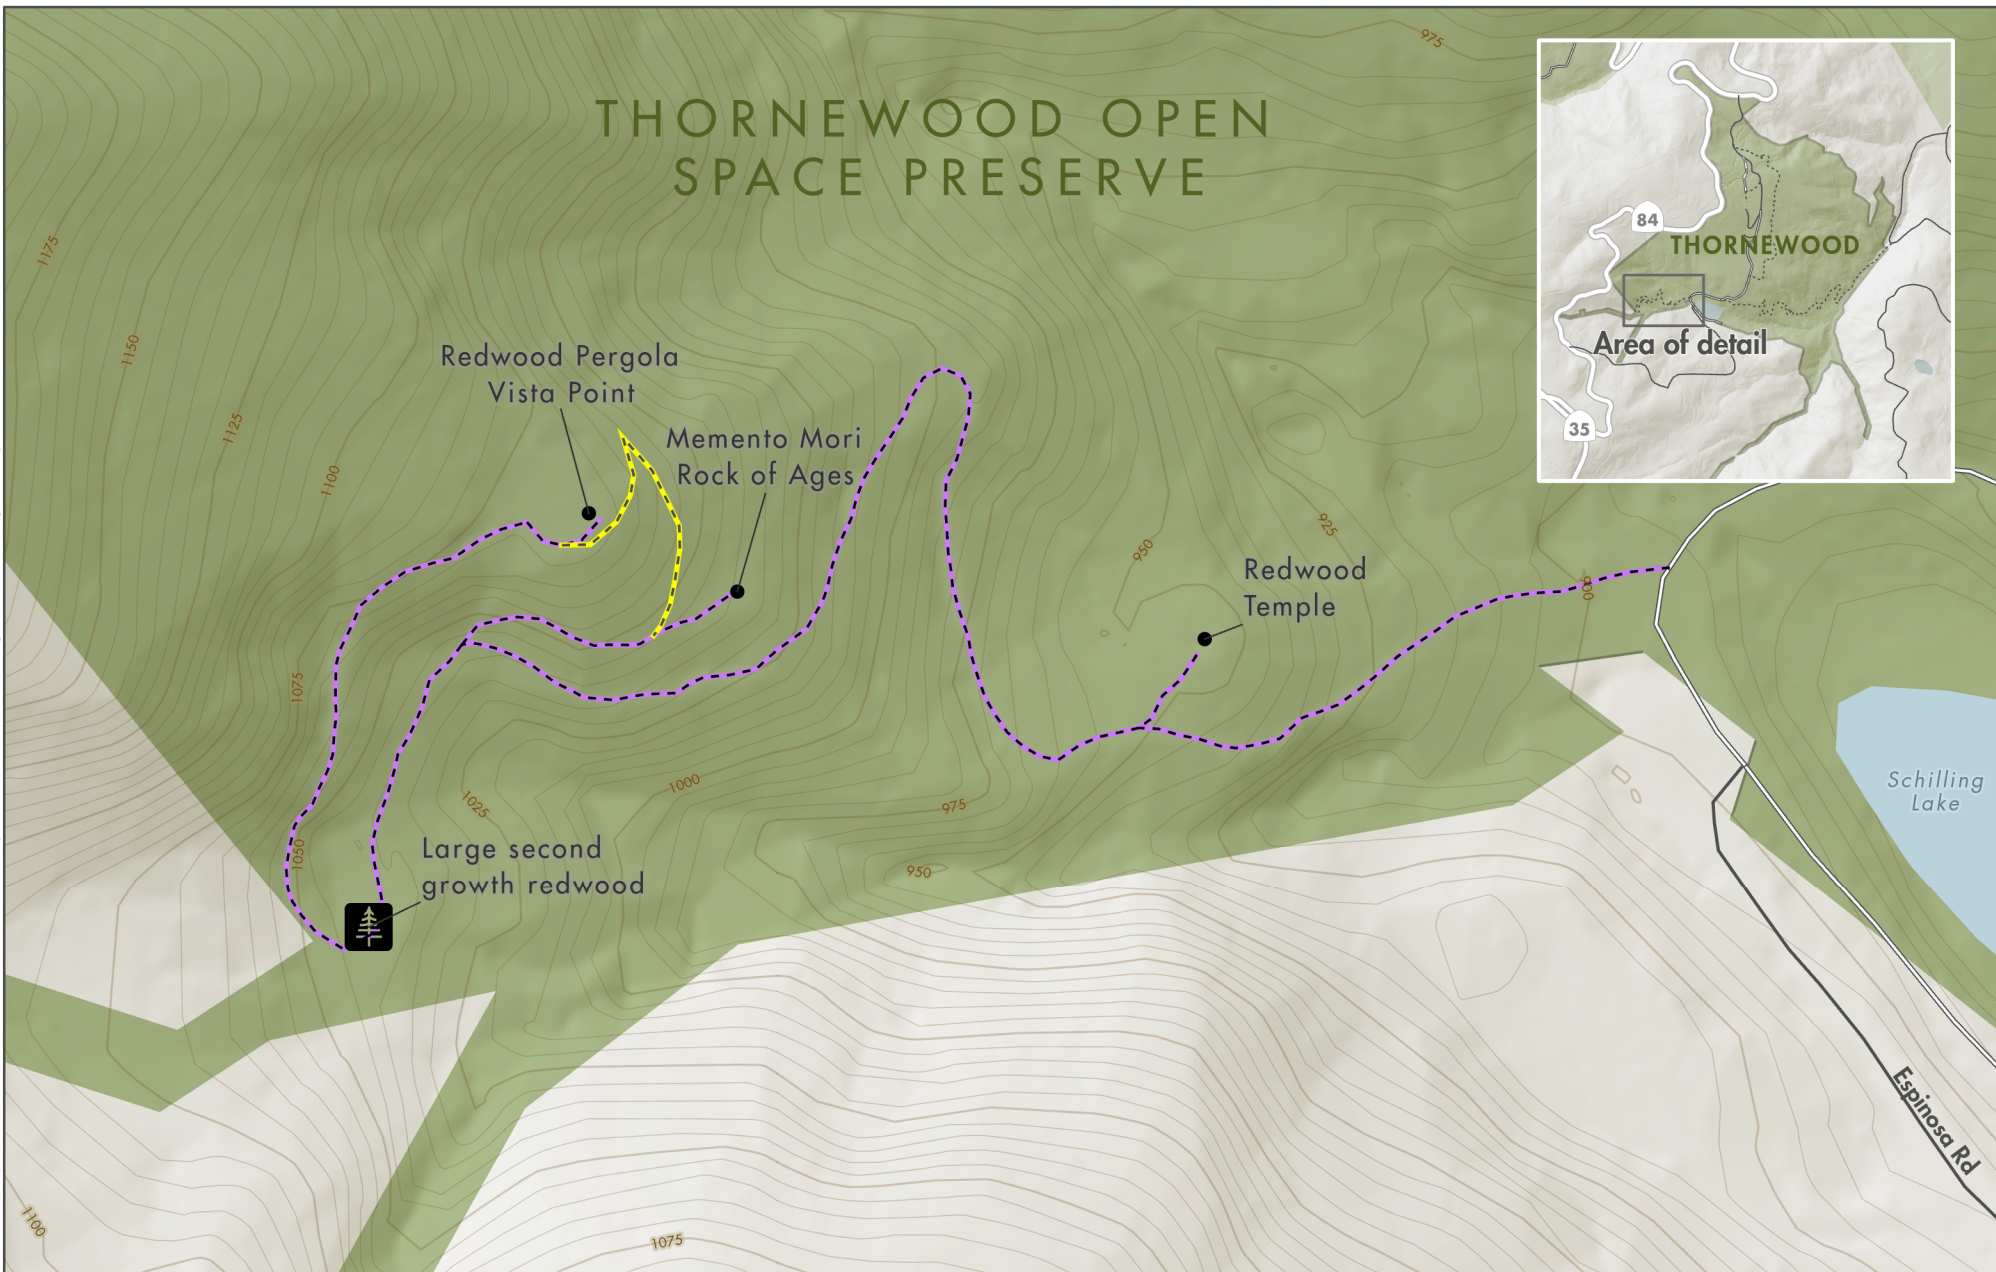 THORNEWOOD OPEN
SPACE PRESERVE
975
84
THORNEWOOD
Area of detail
35
1175
1150
1125
1100
Redwood Pergola
Vista Point
Memento Mori
Rock of Ages
925
950
Redwood
Temple
900
1075
1000
1025
975
1050
950
Large second
growth redwood
Schilling
Lake
Espinosa Rd
1100
1075